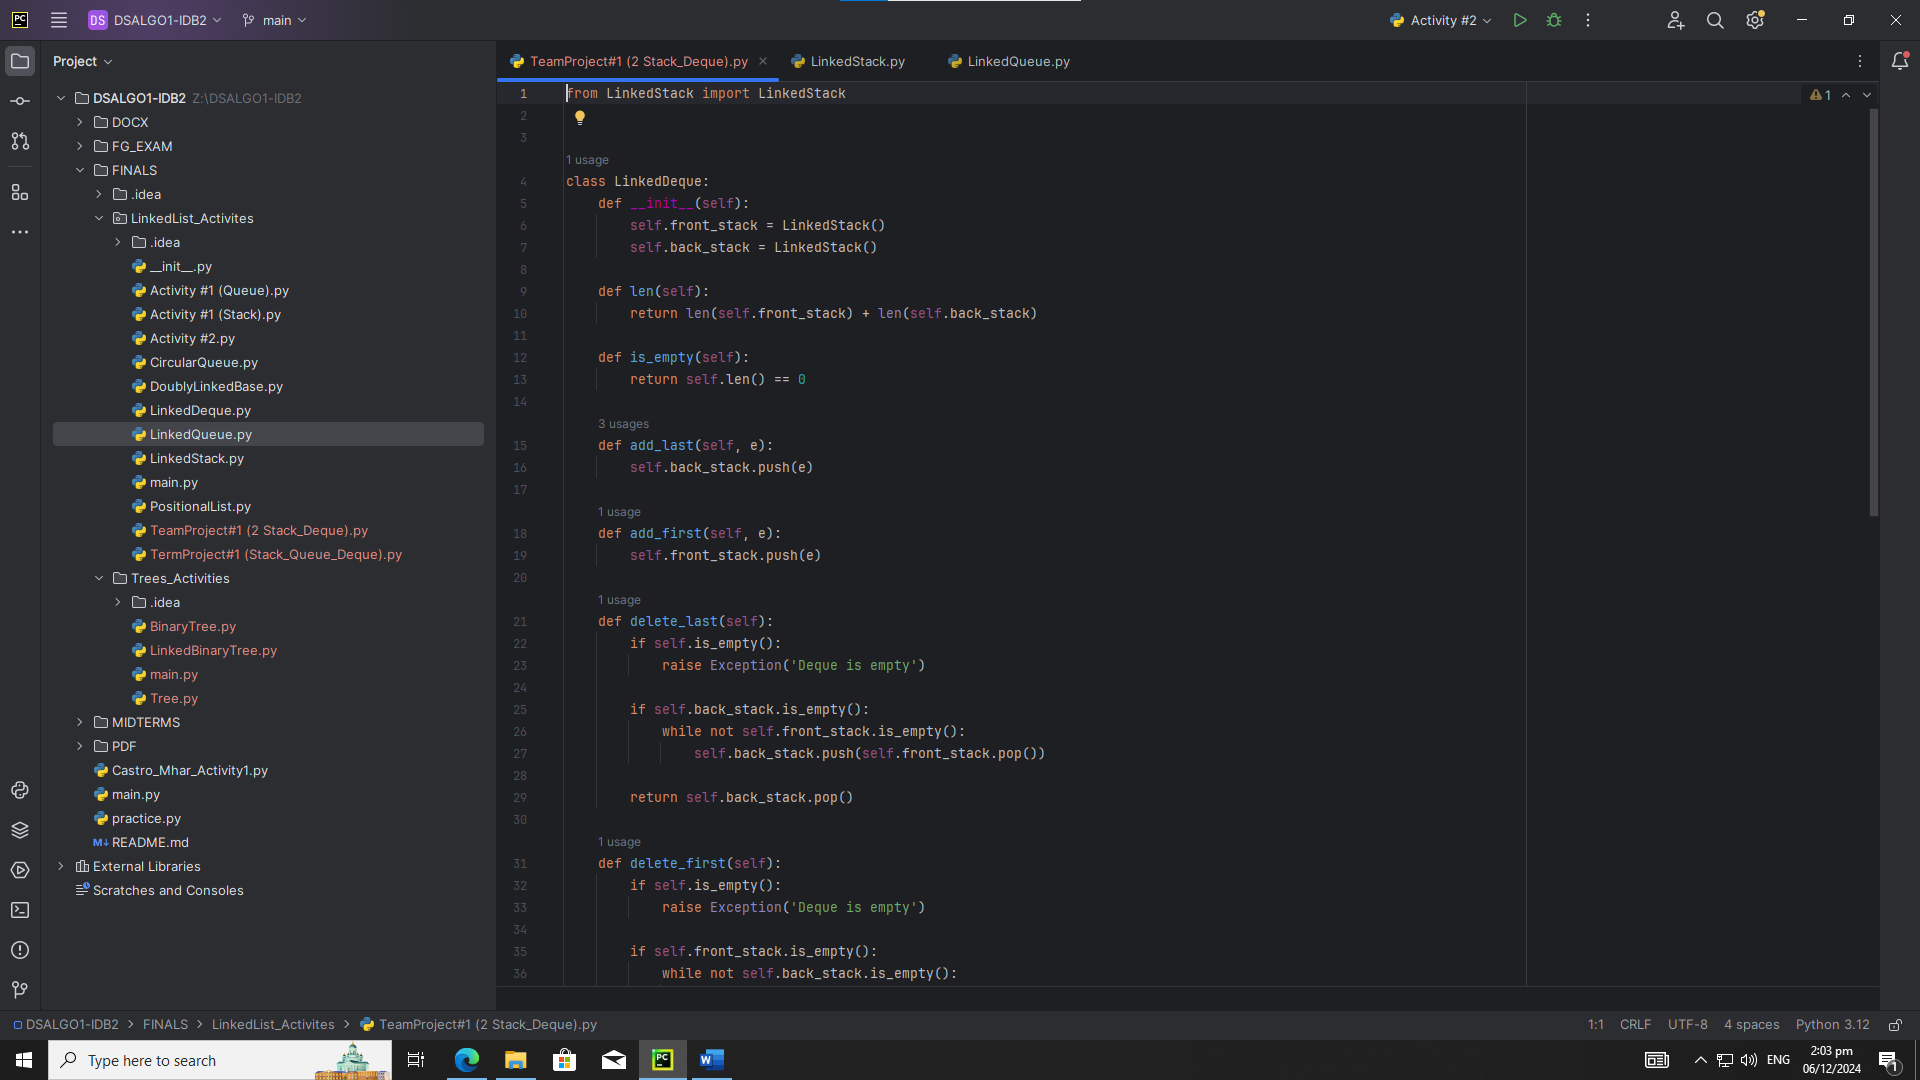 PC
DS DSALGO1-IDB2 main Activity #2
Project
TeamProject#1 (2 Stack_Deque).py LinkedStack.py LinkedQueue.py
DSALGO1-IDB2 Z:\DSALGO1-IDB2
DOCX
FG_EXAM
FINALS
.idea
LinkedList_Activites
.idea
__init__.py
Activity #1 (Queue).py
Activity #1 (Stack).py
Activity #2.py
CircularQueue.py
DoublyLinkedBase.py
LinkedDeque.py
LinkedQueue.py
LinkedStack.py
main.py
PositionalList.py
TeamProject#1 (2 Stack_Deque).py
TermProject#1 (Stack_Queue_Deque).py
Trees_Activities
.idea
BinaryTree.py
LinkedBinaryTree.py
main.py
Tree.py
MIDTERMS
PDF
Castro_Mhar_Activity1.py
main.py
practice.py
M↓ README.md
External Libraries
Scratches and Consoles
1 from LinkedStack import LinkedStack
1
2
3
1 usage
4 class LinkedDeque:
5 def __init__(self):
6 self.front_stack = LinkedStack()
7 self.back_stack = LinkedStack()
8
9 def len(self):
10 return len(self.front_stack) + len(self.back_stack)
11
12 def is_empty(self):
13 return self.len() == 0
14
3 usages
15 def add_last(self, e):
16 self.back_stack.push(e)
17
1 usage
18 def add_first(self, e):
19 self.front_stack.push(e)
20
1 usage
21 def delete_last(self):
22 if self.is_empty():
23 raise Exception('Deque is empty')
24
25 if self.back_stack.is_empty():
26 while not self.front_stack.is_empty():
27 self.back_stack.push(self.front_stack.pop())
28
29 return self.back_stack.pop()
30
1 usage
31 def delete_first(self):
32 if self.is_empty():
33 raise Exception('Deque is empty')
34
35 if self.front_stack.is_empty():
36 while not self.back_stack.is_empty():
DSALGO1-IDB2 > FINALS > LinkedList_Activites > TeamProject#1 (2 Stack_Deque).py
1:1 CRLF UTF-8 4 spaces Python 3.12
Type here to search
PC
W
ENG
2:03 pm
06/12/2024
1